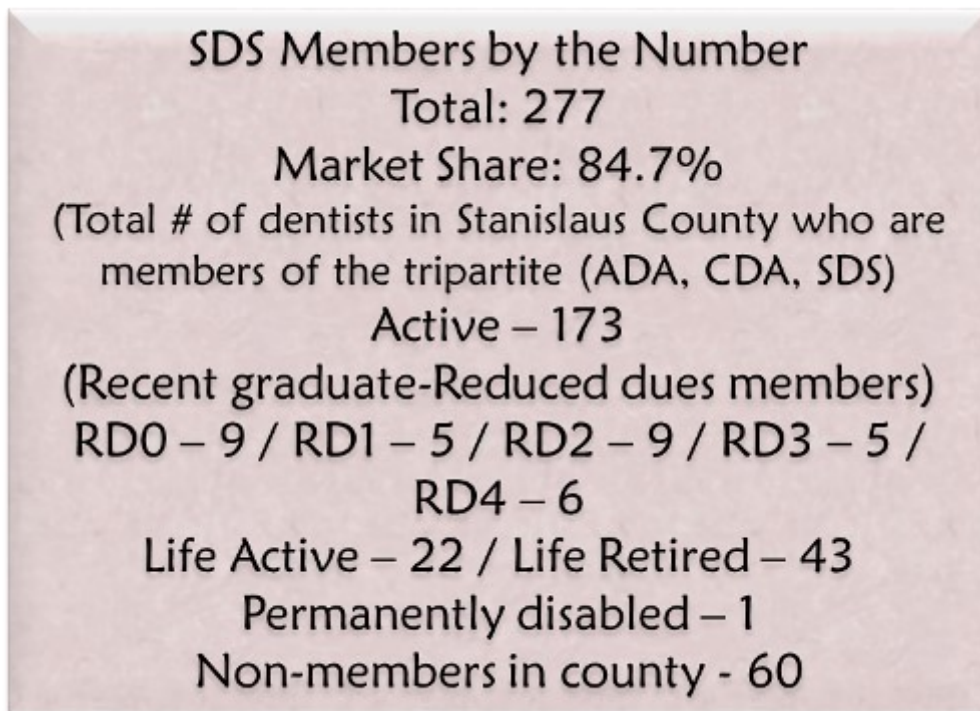 SDS Members by the Number
Total: 277
Market Share: 84.7%
(Total # of dentists in Stanislaus County who are
members of the tripartite (ADA, CDA, SDS)
Active – 173
(Recent graduate-Reduced dues members)
RD0 – 9 / RD1 – 5 / RD2 – 9 / RD3 – 5 /
RD4 – 6
Life Active – 22 / Life Retired – 43
Permanently disabled – 1
Non-members in county - 60